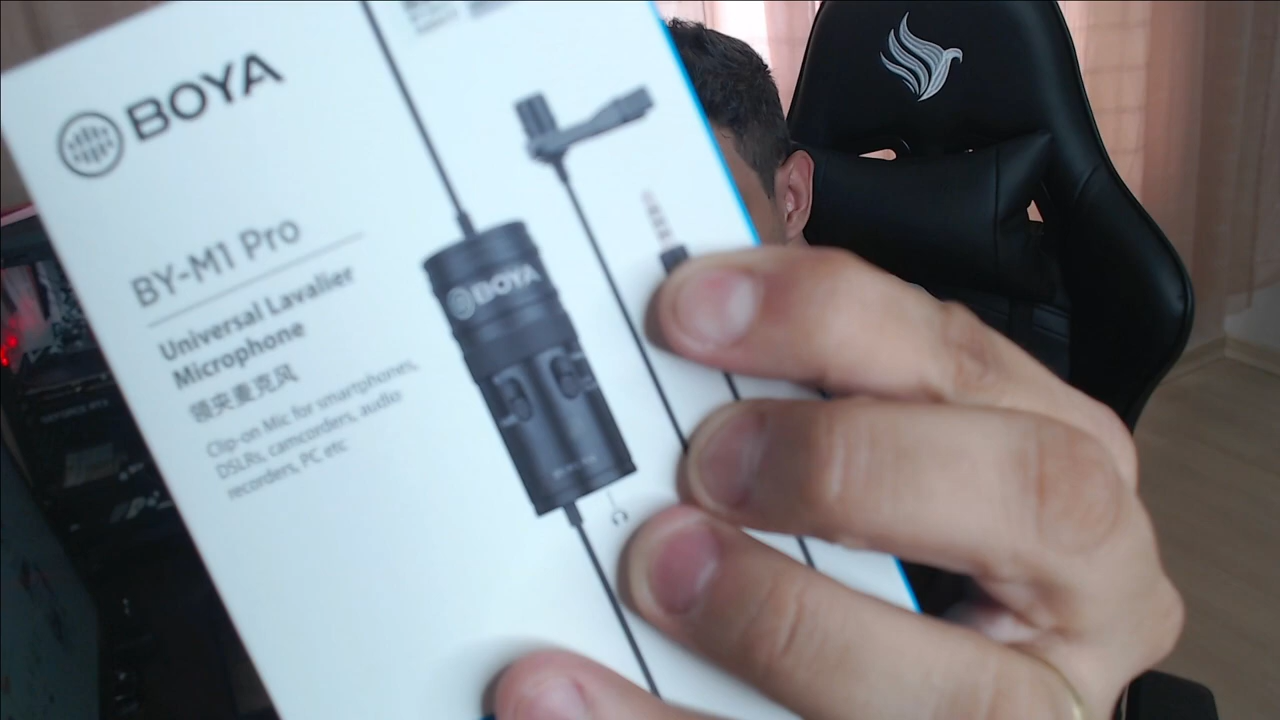 BOYA
BY-M1 Pro
Universal Lavalier
Microphone
领夹麦克风
Clip-on Mic for smartphones,
DSLRs, camcorders, audio
recorders, PC etc
BOYA